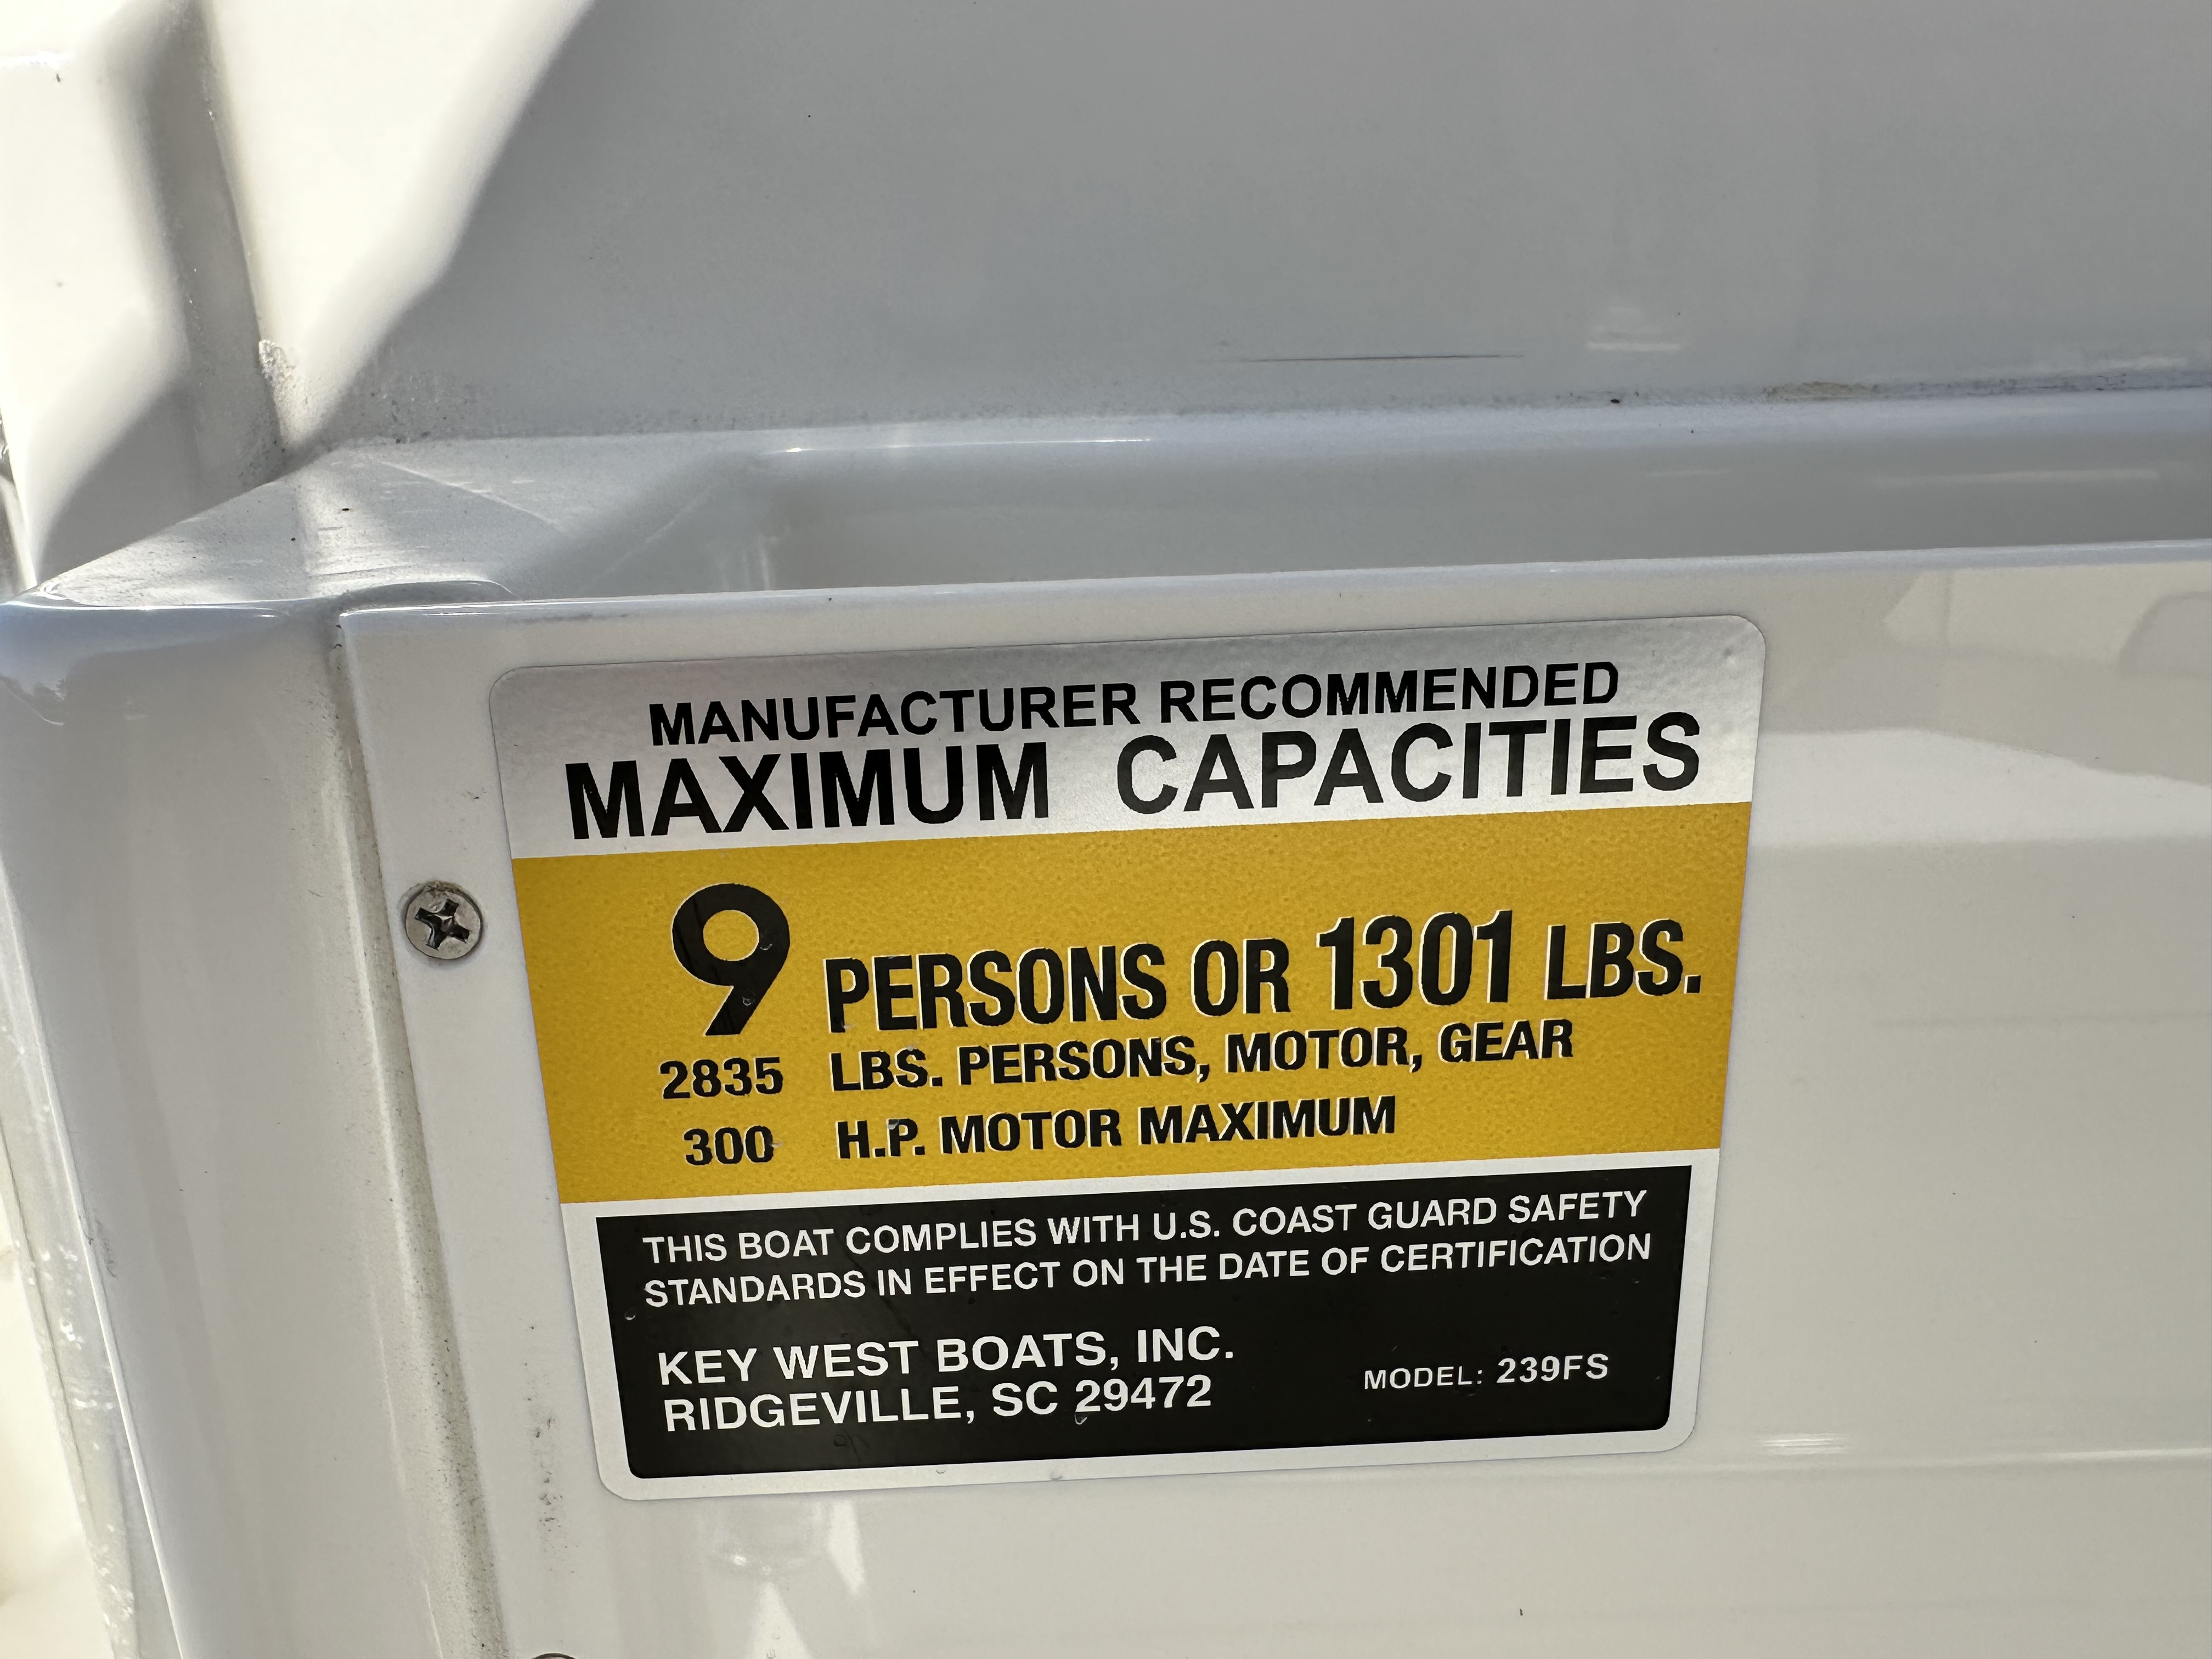 MANUFACTURER RECOMMENDED
MAXIMUM CAPACITIES
9 PERSONS OR 1301 LBS.
2835 LBS. PERSONS, MOTOR, GEAR
300 H.P. MOTOR MAXIMUM
THIS BOAT COMPLIES WITH U.S. COAST GUARD SAFETY
STANDARDS IN EFFECT ON THE DATE OF CERTIFICATION
KEY WEST BOATS, INC.
RIDGEVILLE, SC 29472
MODEL: 239FS